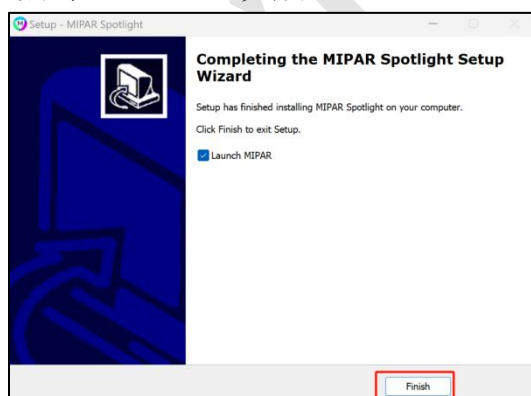 Setup - MIPAR Spotlight
Completing the MIPAR Spotlight Setup
Wizard
Setup has finished installing MIPAR Spotlight on your computer.
Click Finish to exit Setup.
Launch MIPAR
Finish